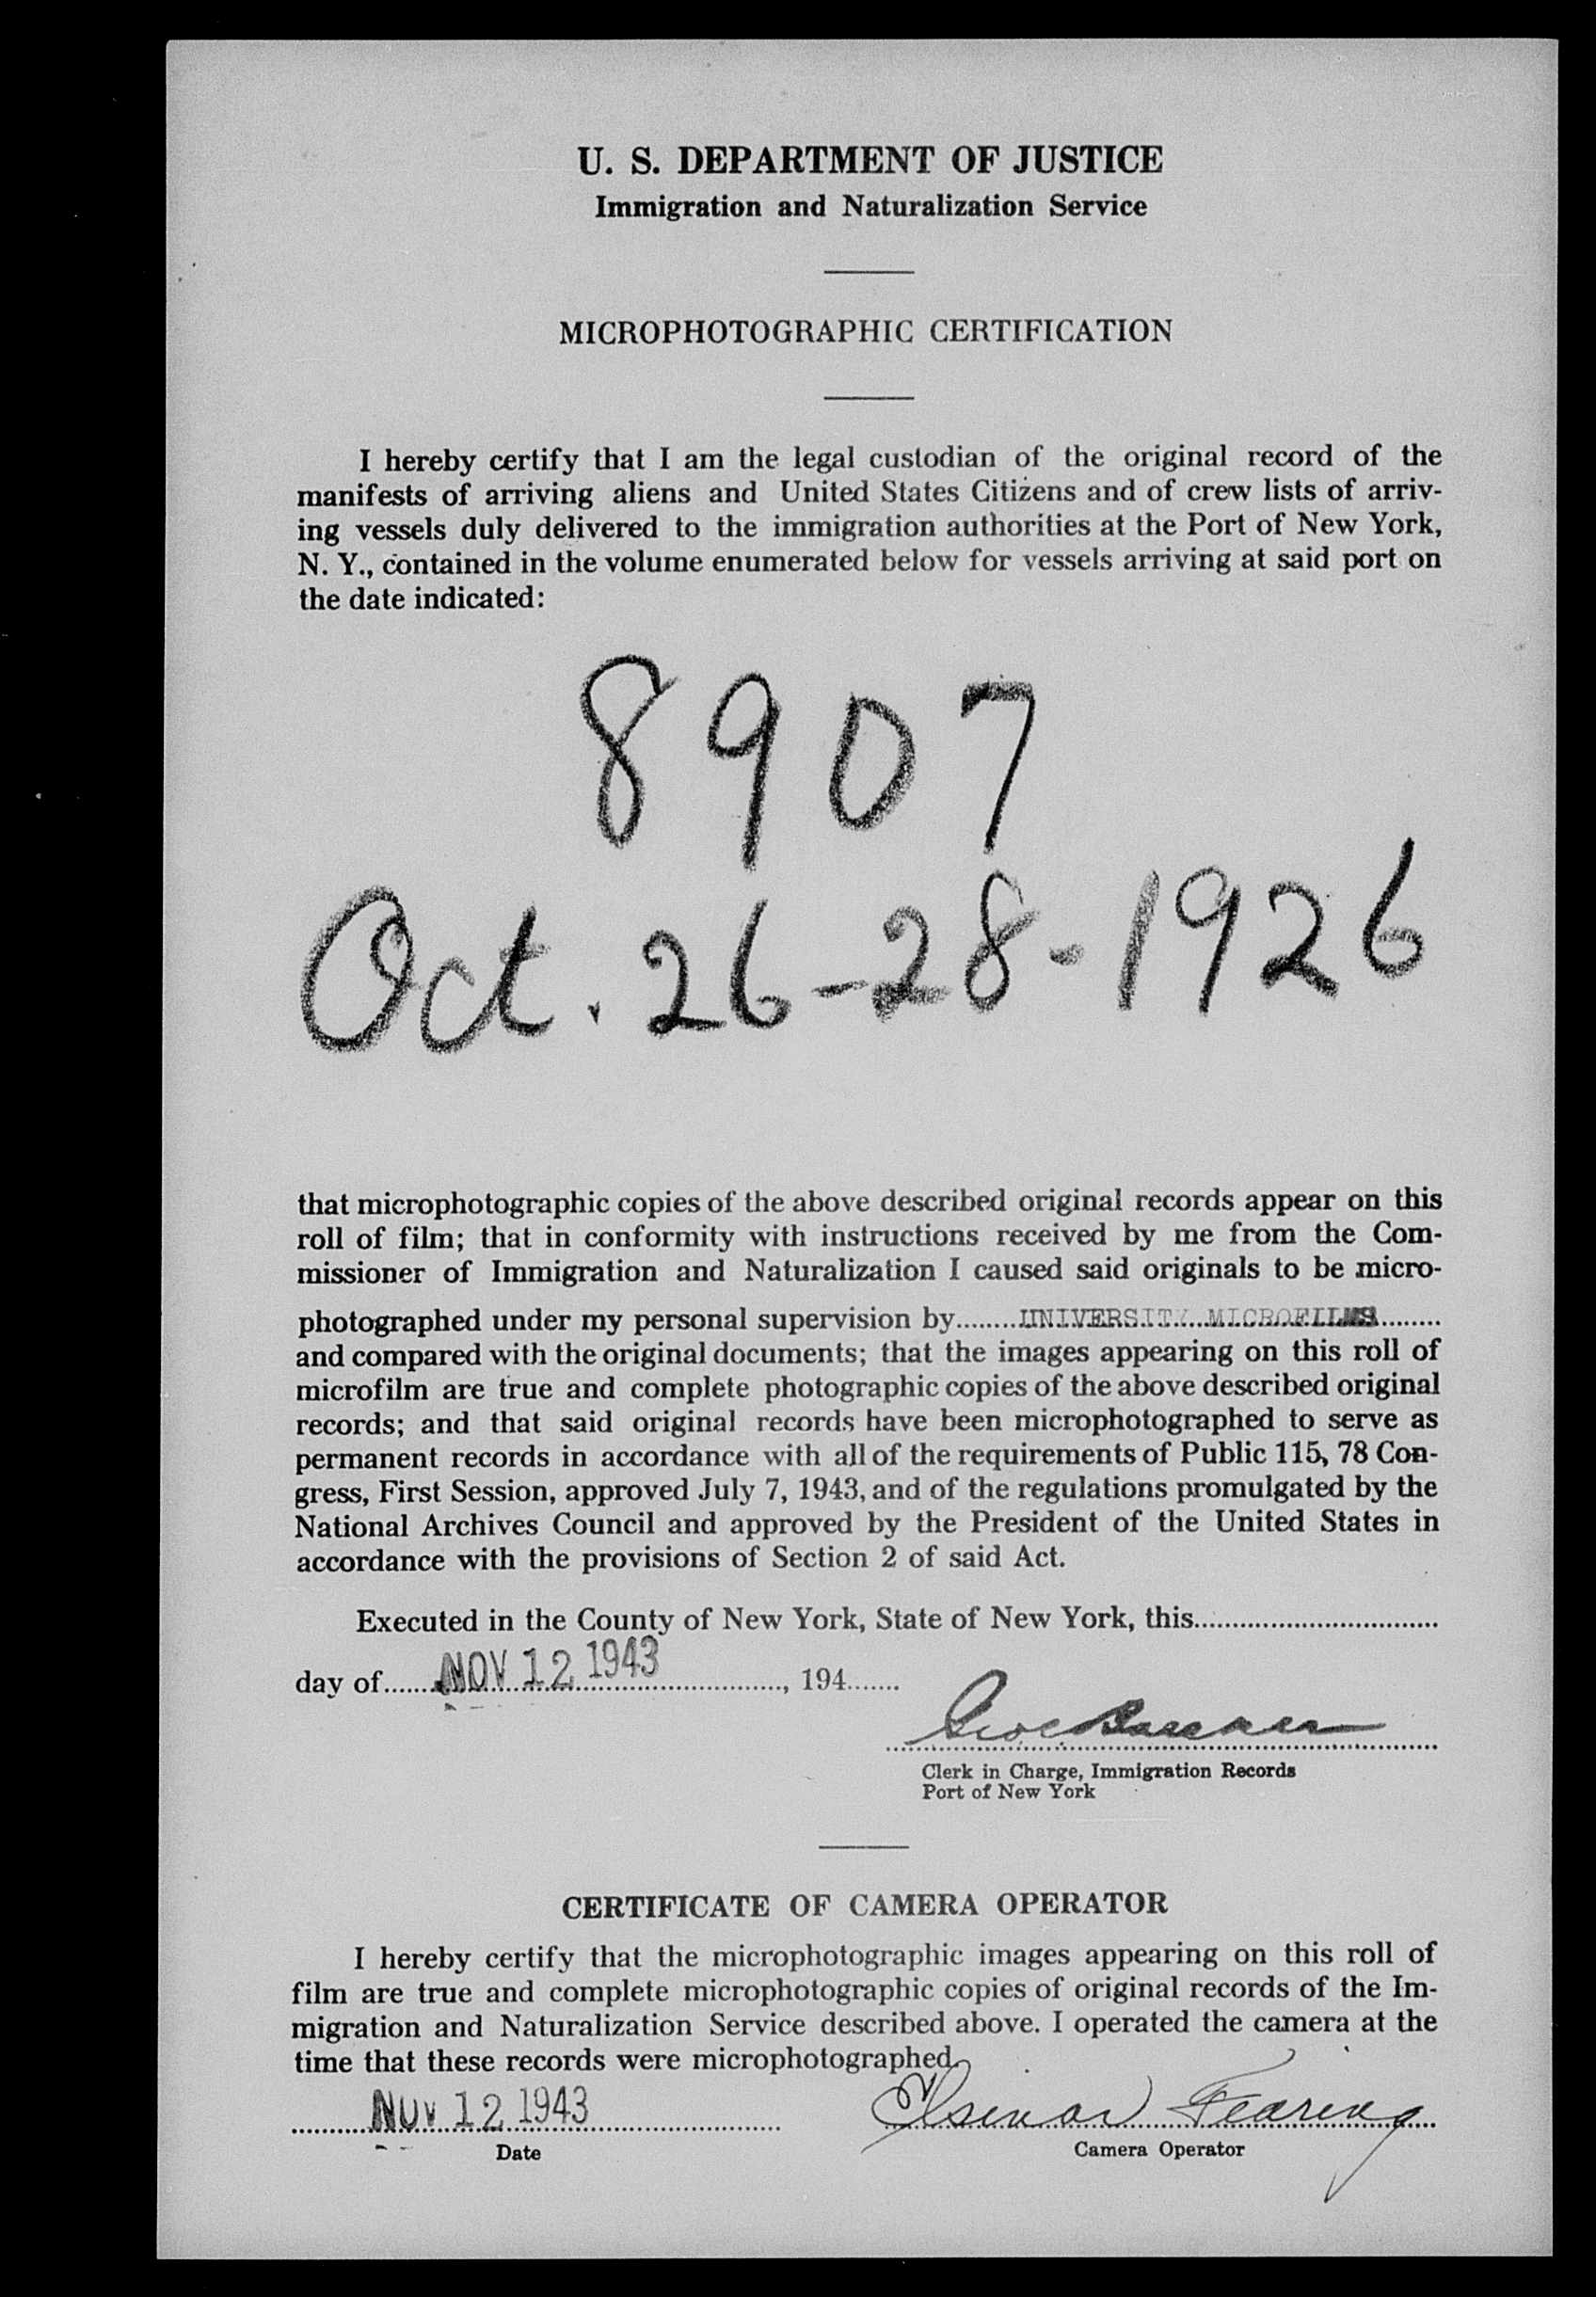 U. S. DEPARTMENT OF JUSTICE
Immigration and Naturalization Service
MICROPHOTOGRAPHIC CERTIFICATION
I hereby certify that I am the legal custodian of the original record of the
manifests of arriving aliens and United States Citizens and of crew lists of arriv-
ing vessels duly delivered to the immigration authorities at the Port of New York,
N. Y., contained in the volume enumerated below for vessels arriving at said port on
the date indicated:
8907
Oct. 26-28-1926
that microphotographic copies of the above described original records appear on this
roll of film; that in conformity with instructions received by me from the Com-
missioner of Immigration and Naturalization I caused said originals to be micro-
photographed under my personal supervision by........UNIVERSITY MICROFILMS.........
and compared with the original documents; that the images appearing on this roll of
microfilm are true and complete photographic copies of the above described original
records; and that said original records have been microphotographed to serve as
permanent records in accordance with all of the requirements of Public 115, 78 Con-
gress, First Session, approved July 7, 1943, and of the regulations promulgated by the
National Archives Council and approved by the President of the United States in
accordance with the provisions of Section 2 of said Act.
Executed in the County of New York, State of New York, this................................
day of.......NOV 12 1943............................, 194.......
Clerk in Charge, Immigration Records
Port of New York
CERTIFICATE OF CAMERA OPERATOR
I hereby certify that the microphotographic images appearing on this roll of
film are true and complete microphotographic copies of original records of the Im-
migration and Naturalization Service described above. I operated the camera at the
time that these records were microphotographed.
NOV 12 1943
Fearing
Date
Camera Operator